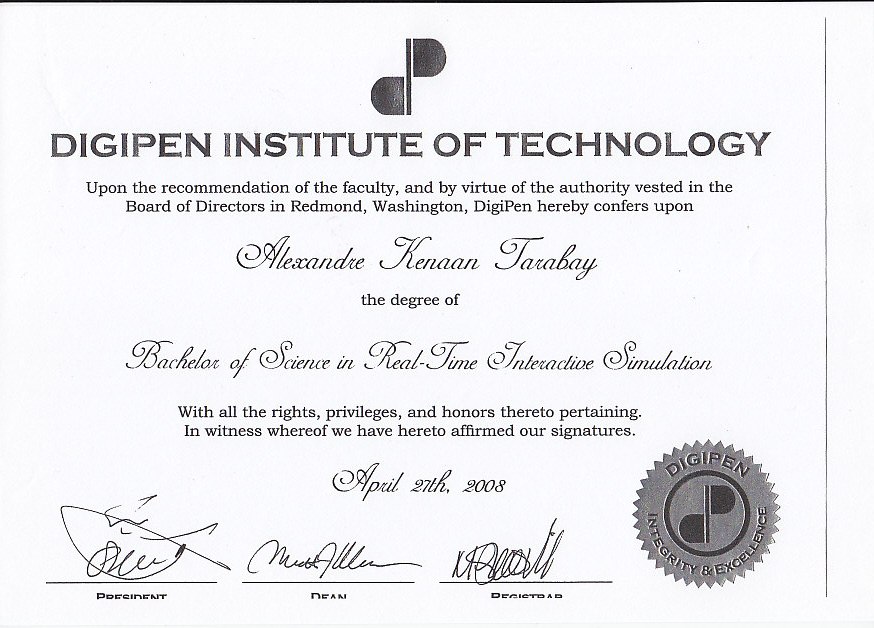 DIGIPEN INSTITUTE OF TECHNOLOGY
Upon the recommendation of the faculty, and by virtue of the authority vested in the
Board of Directors in Redmond, Washington, DigiPen hereby confers upon
Alexandre Kenaan Tarabay
the degree of
Bachelor of Science in Real-Time Interactive Simulation
With all the rights, privileges, and honors thereto pertaining.
In witness whereof we have hereto affirmed our signatures.
April 27th, 2008
DIGIPEN
INTEGRITY & EXCELLENCE
PRESIDENT
DEAN
REGISTRAR